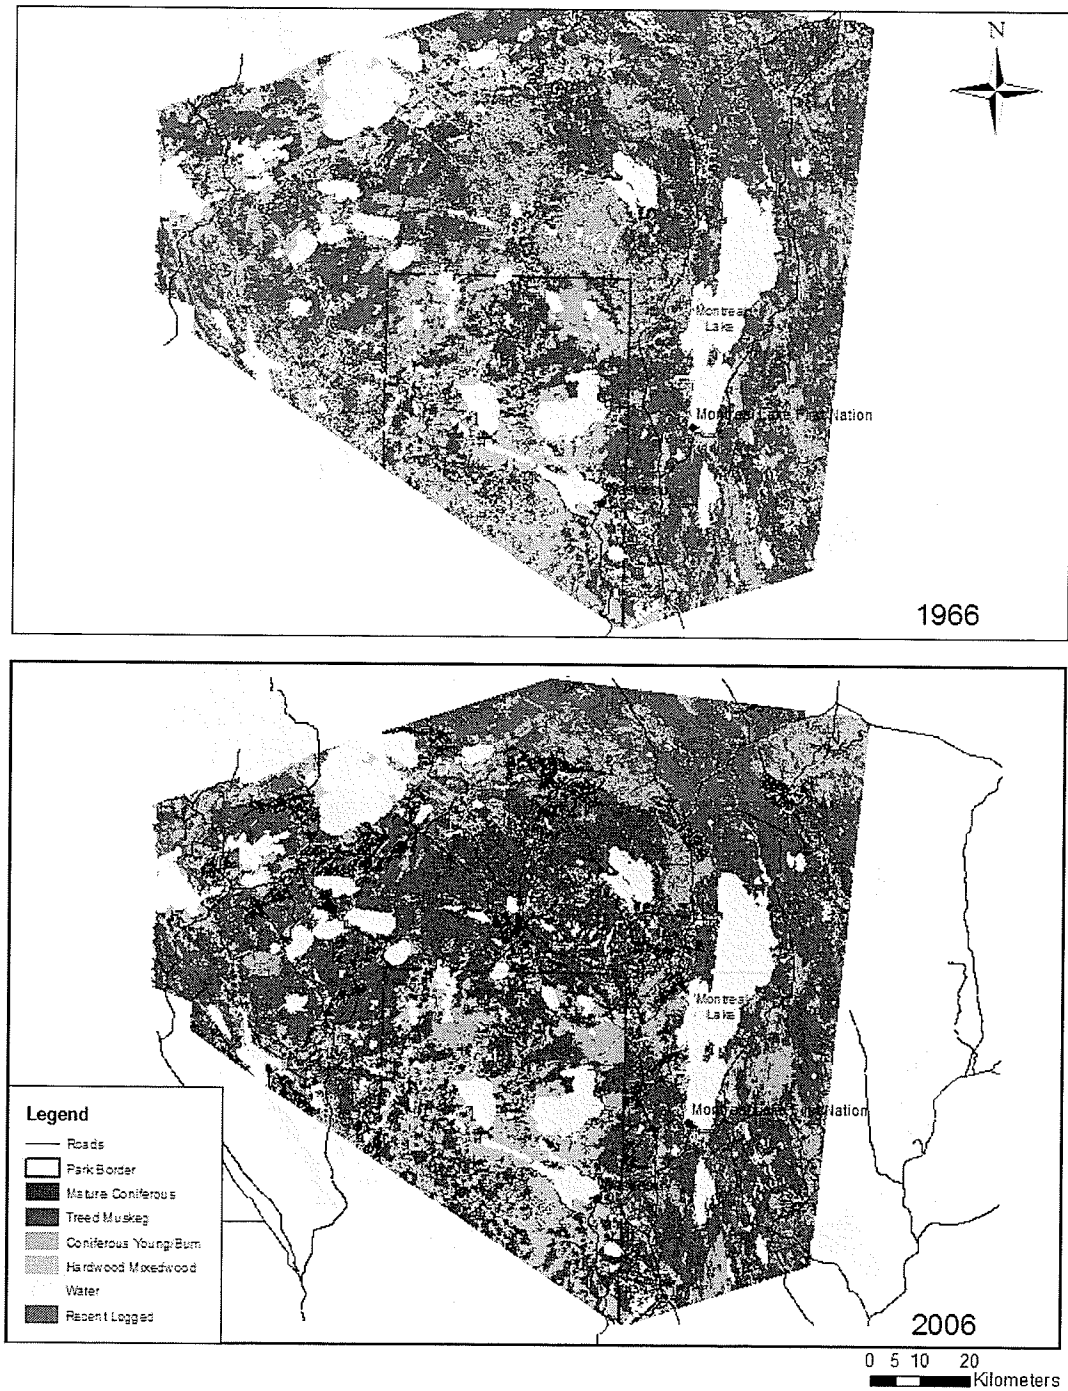 N
Montreal
Lake
Montreal Lake First Nation
1966
Montreal
Lake
Montreal Lake First Nation
Legend
Roads
Park Border
Mature Coniferous
Treed Muskeg
Coniferous Young/Burn
Hardwood Mixedwood
Water
Recent Logged
2006
0 5 10 20
Kilometers